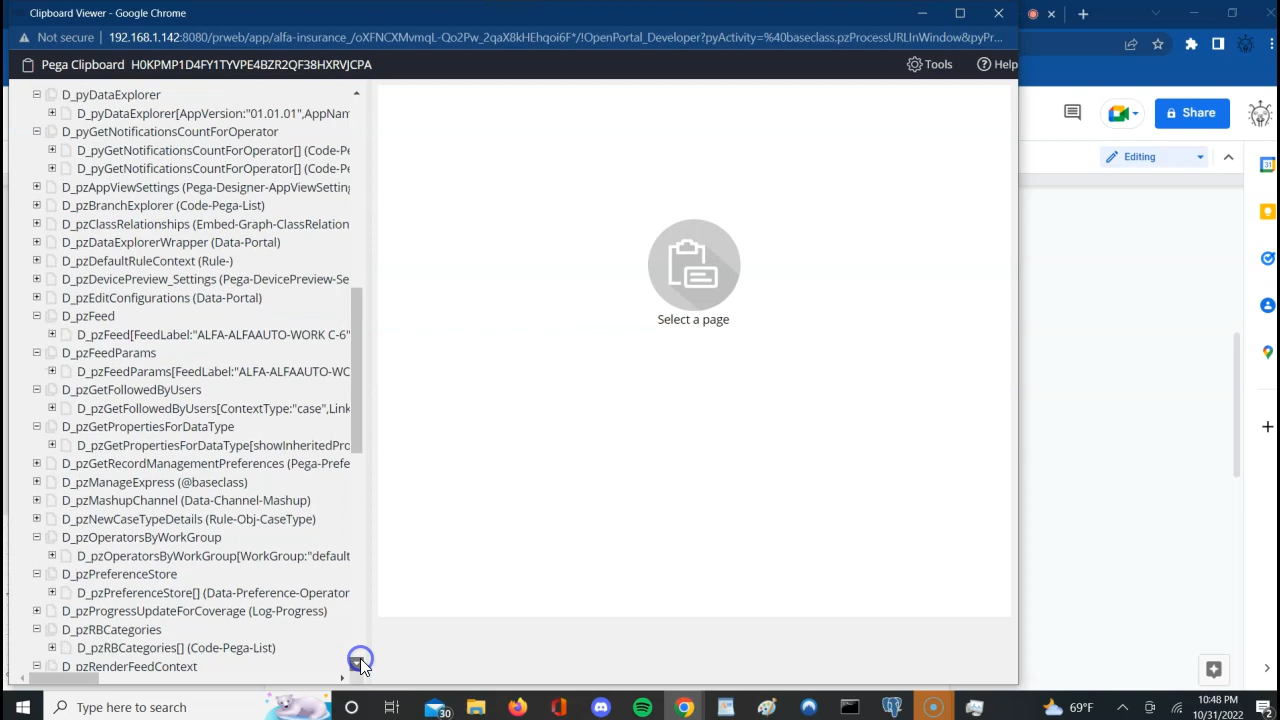 Clipboard Viewer - Google Chrome
Not secure | 192.168.1.142:8080/prweb/app/alfa-insurance_/oXFNCXMvmqL-Qo2Pw_2qaX8kHEhqoi6F*/!OpenPortal_Developer?pyActivity=%40baseclass.pzProcessURLInWindow&pyPr...
Pega Clipboard H0KPMP1D4FY1TYVPE4BZR2QF38HXRVJCPA
Tools
Help
D_pyDataExplorer
D_pyDataExplorer[AppVersion:"01.01.01",AppNam
D_pyGetNotificationsCountForOperator
D_pyGetNotificationsCountForOperator[] (Code-Pe
D_pyGetNotificationsCountForOperator[] (Code-Pe
D_pzAppViewSettings (Pega-Designer-AppViewSetting
D_pzBranchExplorer (Code-Pega-List)
D_pzClassRelationships (Embed-Graph-ClassRelation
D_pzDataExplorerWrapper (Data-Portal)
D_pzDefaultRuleContext (Rule-)
D_pzDevicePreview_Settings (Pega-DevicePreview-Se
D_pzEditConfigurations (Data-Portal)
D_pzFeed
D_pzFeed[FeedLabel:"ALFA-ALFAAUTO-WORK C-6"
D_pzFeedParams
D_pzFeedParams[FeedLabel:"ALFA-ALFAAUTO-WC
D_pzGetFollowedByUsers
D_pzGetFollowedByUsers[ContextType:"case",Link
D_pzGetPropertiesForDataType
D_pzGetPropertiesForDataType[showInheritedPro
D_pzGetRecordManagementPreferences (Pega-Prefe
D_pzManageExpress (@baseclass)
D_pzMashupChannel (Data-Channel-Mashup)
D_pzNewCaseTypeDetails (Rule-Obj-CaseType)
D_pzOperatorsByWorkGroup
D_pzOperatorsByWorkGroup[WorkGroup:"default
D_pzPreferenceStore
D_pzPreferenceStore[] (Data-Preference-Operator
D_pzProgressUpdateForCoverage (Log-Progress)
D_pzRBCategories
D_pzRBCategories[] (Code-Pega-List)
D_pzRenderFeedContext
Select a page
Share
Editing
31
Type here to search
30
69°F
10:48 PM
10/31/2022
2